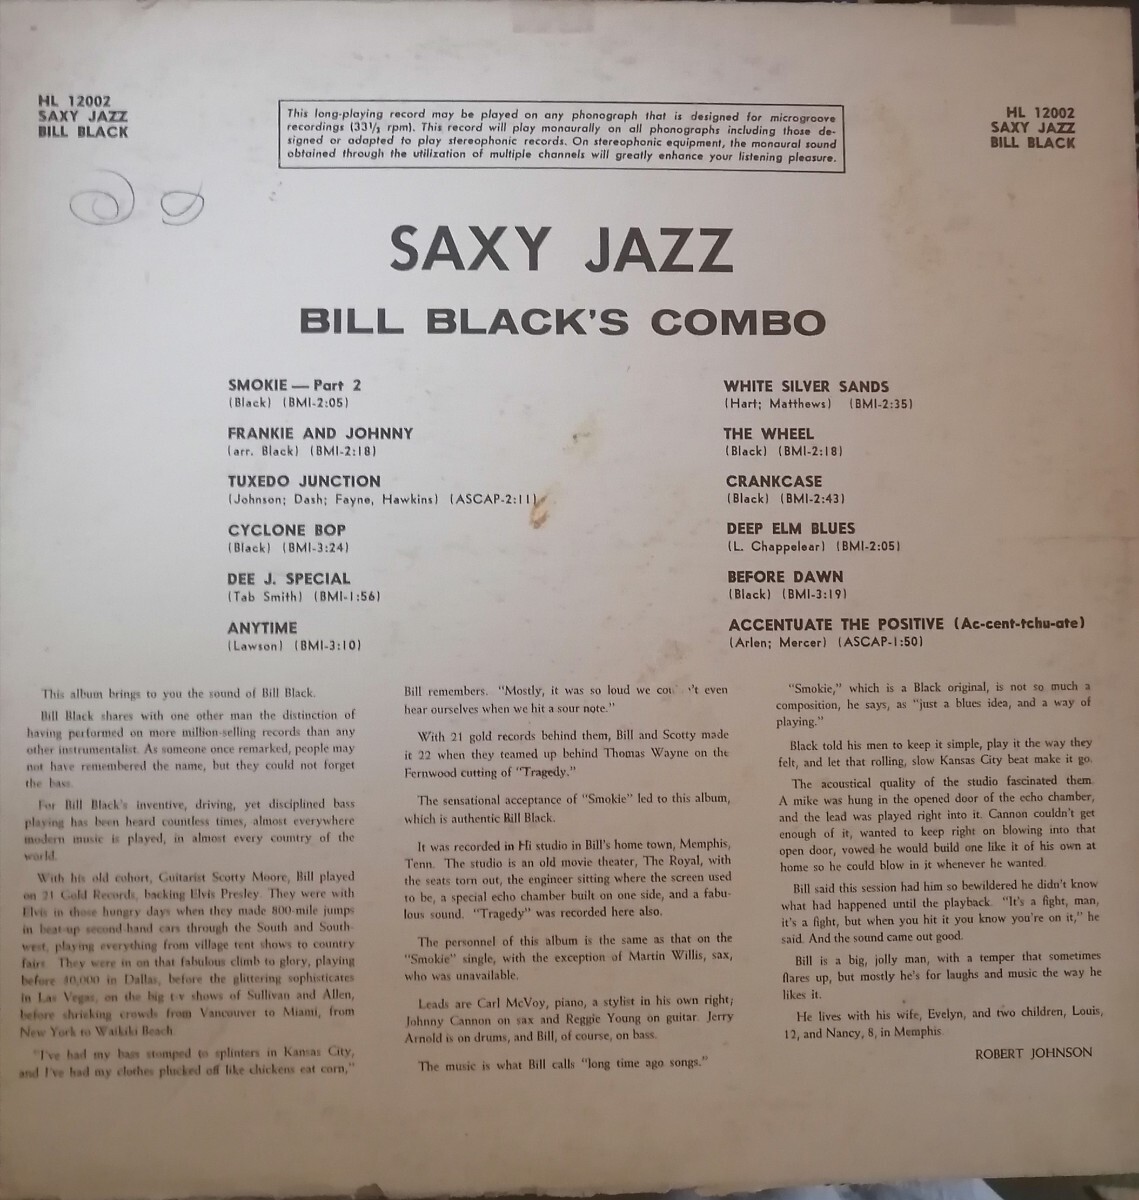 HL 12002
SAXY JAZZ
BILL BLACK
This long-playing record may be played on any phonograph that is designed for microgroove
recordings (33⅓ rpm). This record will play monaurally on all phonographs including those de-
signed or adapted to play stereophonic records. On stereophonic equipment, the monaural sound
obtained through the utilization of multiple channels will greatly enhance your listening pleasure.
HL 12002
SAXY JAZZ
BILL BLACK
SAXY JAZZ
BILL BLACK'S COMBO
SMOKIE — Part 2
(Black) (BMI-2:05)
FRANKIE AND JOHNNY
(arr. Black) (BMI-2:18)
TUXEDO JUNCTION
(Johnson; Dash; Fayne, Hawkins) (ASCAP-2:11)
CYCLONE BOP
(Black) (BMI-3:24)
DEE J. SPECIAL
(Tab Smith) (BMI-1:56)
ANYTIME
(Lawson) (BMI-3:10)
WHITE SILVER SANDS
(Hart; Matthews) (BMI-2:35)
THE WHEEL
(Black) (BMI-2:18)
CRANKCASE
(Black) (BMI-2:43)
DEEP ELM BLUES
(L. Chappelear) (BMI-2:05)
BEFORE DAWN
(Black) (BMI-3:19)
ACCENTUATE THE POSITIVE (Ac-cent-tchu-ate)
(Arlen; Mercer) (ASCAP-1:50)
This album brings to you the sound of Bill Black.
Bill Black shares with one other man the distinction of
having performed on more million-selling records than any
other instrumentalist. As someone once remarked, people may
not have remembered the name, but they could not forget
the bass.
For Bill Black's inventive, driving, yet disciplined bass
playing has been heard countless times, almost everywhere
modern music is played, in almost every country of the
world.
With his old cohort, Guitarist Scotty Moore, Bill played
on 21 Gold Records, backing Elvis Presley. They were with
Elvis in those hungry days when they made 800-mile jumps
in beat-up second-hand cars through the South and South-
west, playing everything from village tent shows to country
fairs. They were in on that fabulous climb to glory, playing
before 30,000 in Dallas, before the glittering sophisticates
in Las Vegas, on the big t-v shows of Sullivan and Allen,
before shrieking crowds from Vancouver to Miami, from
New York to Waikiki Beach.
"I've had my bass stomped to splinters in Kansas City,
and I've had my clothes plucked off like chickens eat corn,"
Bill remembers. "Mostly, it was so loud we cou 't even
hear ourselves when we hit a sour note."
With 21 gold records behind them, Bill and Scotty made
it 22 when they teamed up behind Thomas Wayne on the
Fernwood cutting of "Tragedy."
The sensational acceptance of "Smokie" led to this album,
which is authentic Bill Black.
It was recorded in Hi studio in Bill's home town, Memphis,
Tenn. The studio is an old movie theater, The Royal, with
the seats torn out, the engineer sitting where the screen used
to be, a special echo chamber built on one side, and a fabu-
lous sound. "Tragedy" was recorded here also.
The personnel of this album is the same as that on the
"Smokie" single, with the exception of Martin Willis, sax,
who was unavailable.
Leads are Carl McVoy, piano, a stylist in his own right;
Johnny Cannon on sax and Reggie Young on guitar. Jerry
Arnold is on drums, and Bill, of course, on bass.
The music is what Bill calls "long time ago songs."
"Smokie," which is a Black original, is not so much a
composition, he says, as "just a blues idea, and a way of
playing."
Black told his men to keep it simple, play it the way they
felt, and let that rolling, slow Kansas City beat make it go.
The acoustical quality of the studio fascinated them.
A mike was hung in the opened door of the echo chamber,
and the lead was played right into it. Cannon couldn't get
enough of it, wanted to keep right on blowing into that
open door, vowed he would build one like it of his own at
home so he could blow in it whenever he wanted.
Bill said this session had him so bewildered he didn't know
what had happened until the playback. "It's a fight, man,
it's a fight, but when you hit it you know you're on it," he
said. And the sound came out good.
Bill is a big, jolly man, with a temper that sometimes
flares up, but mostly he's for laughs and music the way he
likes it.
He lives with his wife, Evelyn, and two children, Louis,
12, and Nancy, 8, in Memphis.
ROBERT JOHNSON